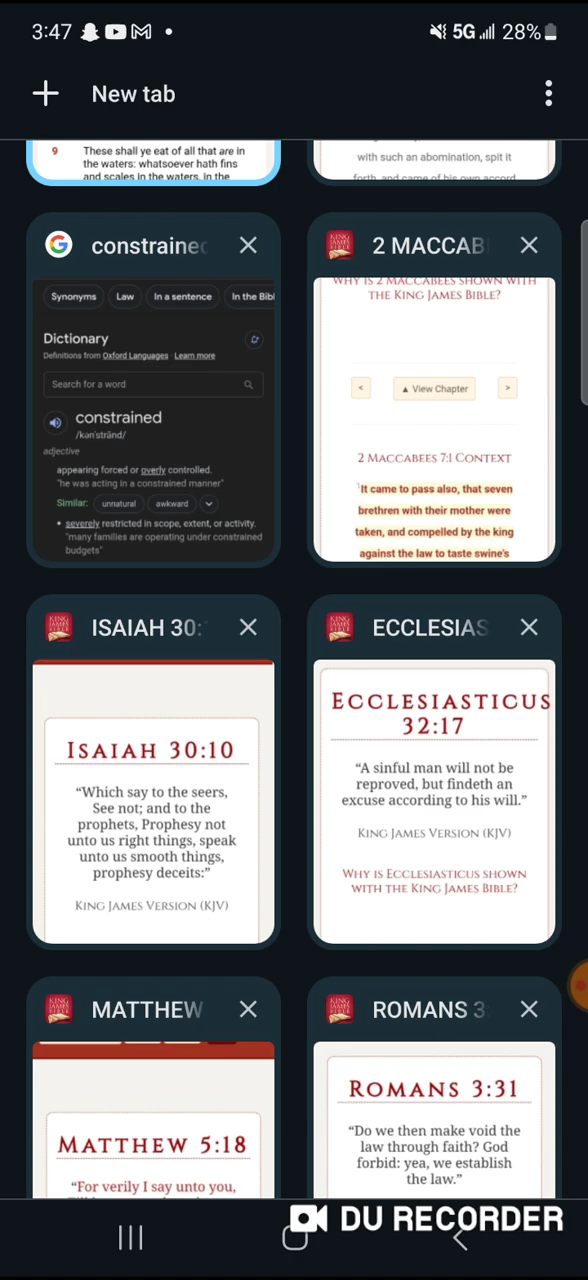 3:47
5G 28%
New tab
9 These shall ye eat of all that are in
the waters: whatsoever hath fins
and scales in the waters, in the
with such an abomination, spit it
forth, and came of his own accord
constrained
Synonyms Law In a sentence In the Bibl
Dictionary
Definitions from Oxford Languages · Learn more
Search for a word
constrained
/kənˈstrānd/
adjective
appearing forced or overly controlled.
"he was acting in a constrained manner"
Similar: unnatural awkward
• severely restricted in scope, extent, or activity.
"many families are operating under constrained
budgets"
2 MACCAB
WHY IS 2 MACCABEES SHOWN WITH
THE KING JAMES BIBLE?
< ▲ View Chapter >
2 MACCABEES 7:1 CONTEXT
1It came to pass also, that seven
brethren with their mother were
taken, and compelled by the king
against the law to taste swine's
ISAIAH 30:
ISAIAH 30:10
“Which say to the seers,
See not; and to the
prophets, Prophesy not
unto us right things, speak
unto us smooth things,
prophesy deceits:”
KING JAMES VERSION (KJV)
ECCLESIAS
ECCLESIASTICUS
32:17
“A sinful man will not be
reproved, but findeth an
excuse according to his will.”
KING JAMES VERSION (KJV)
WHY IS ECCLESIASTICUS SHOWN
WITH THE KING JAMES BIBLE?
MATTHEW
MATTHEW 5:18
“For verily I say unto you,
ROMANS 3
ROMANS 3:31
“Do we then make void the
law through faith? God
forbid: yea, we establish
the law.”
DU RECORDER